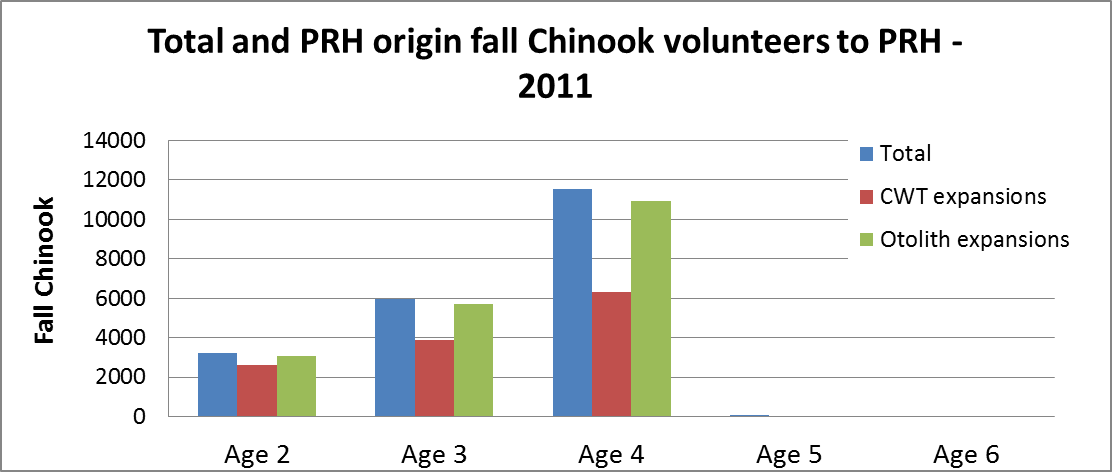 Total and PRH origin fall Chinook volunteers to PRH -
2011
Fall Chinook
14000
12000
10000
8000
6000
4000
2000
0
Total
CWT expansions
Otolith expansions
Age 2
Age 3
Age 4
Age 5
Age 6